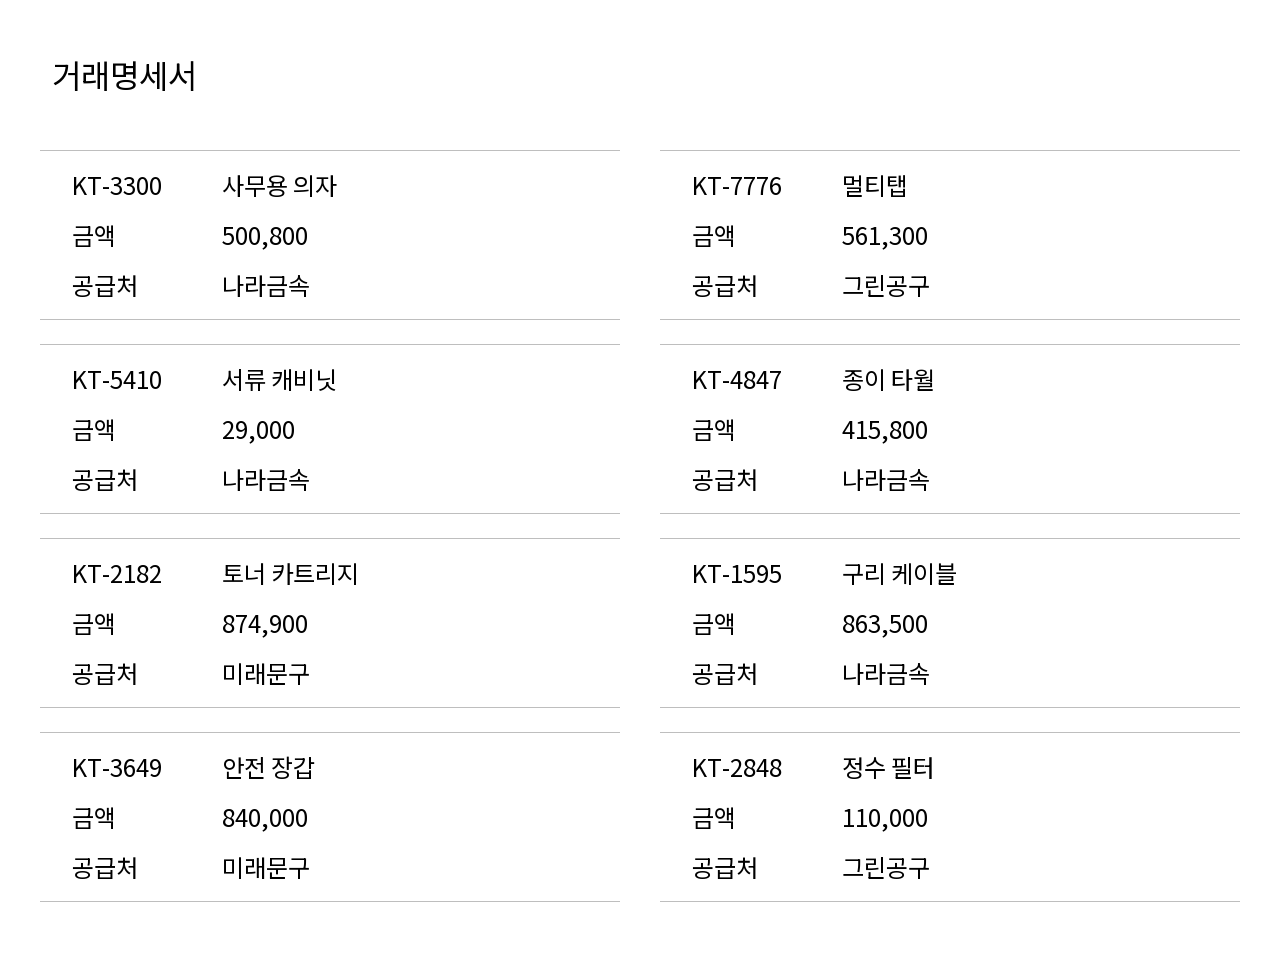 거래명세서
KT-3300 사무용 의자
금액 500,800
공급처 나라금속
KT-7776 멀티탭
금액 561,300
공급처 그린공구
KT-5410 서류 캐비닛
금액 29,000
공급처 나라금속
KT-4847 종이 타월
금액 415,800
공급처 나라금속
KT-2182 토너 카트리지
금액 874,900
공급처 미래문구
KT-1595 구리 케이블
금액 863,500
공급처 나라금속
KT-3649 안전 장갑
금액 840,000
공급처 미래문구
KT-2848 정수 필터
금액 110,000
공급처 그린공구